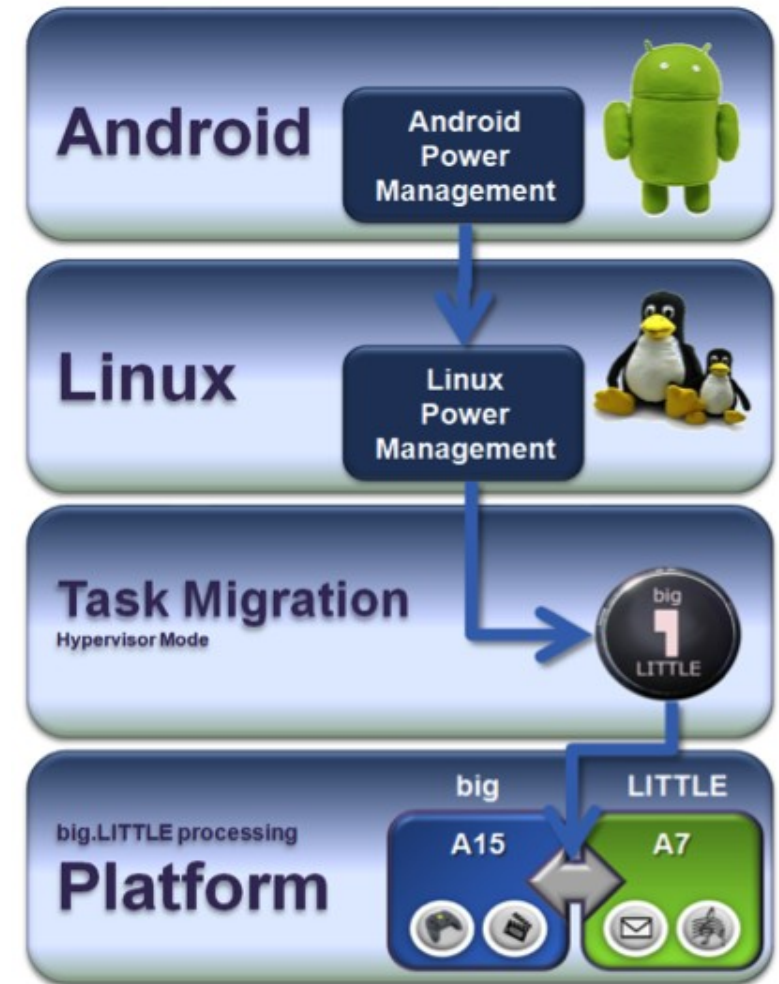 Android
Android
Power
Management
Linux
Linux
Power
Management
Task Migration
Hypervisor Mode
big
LITTLE
big
LITTLE
big.LITTLE processing
Platform
A15
A7